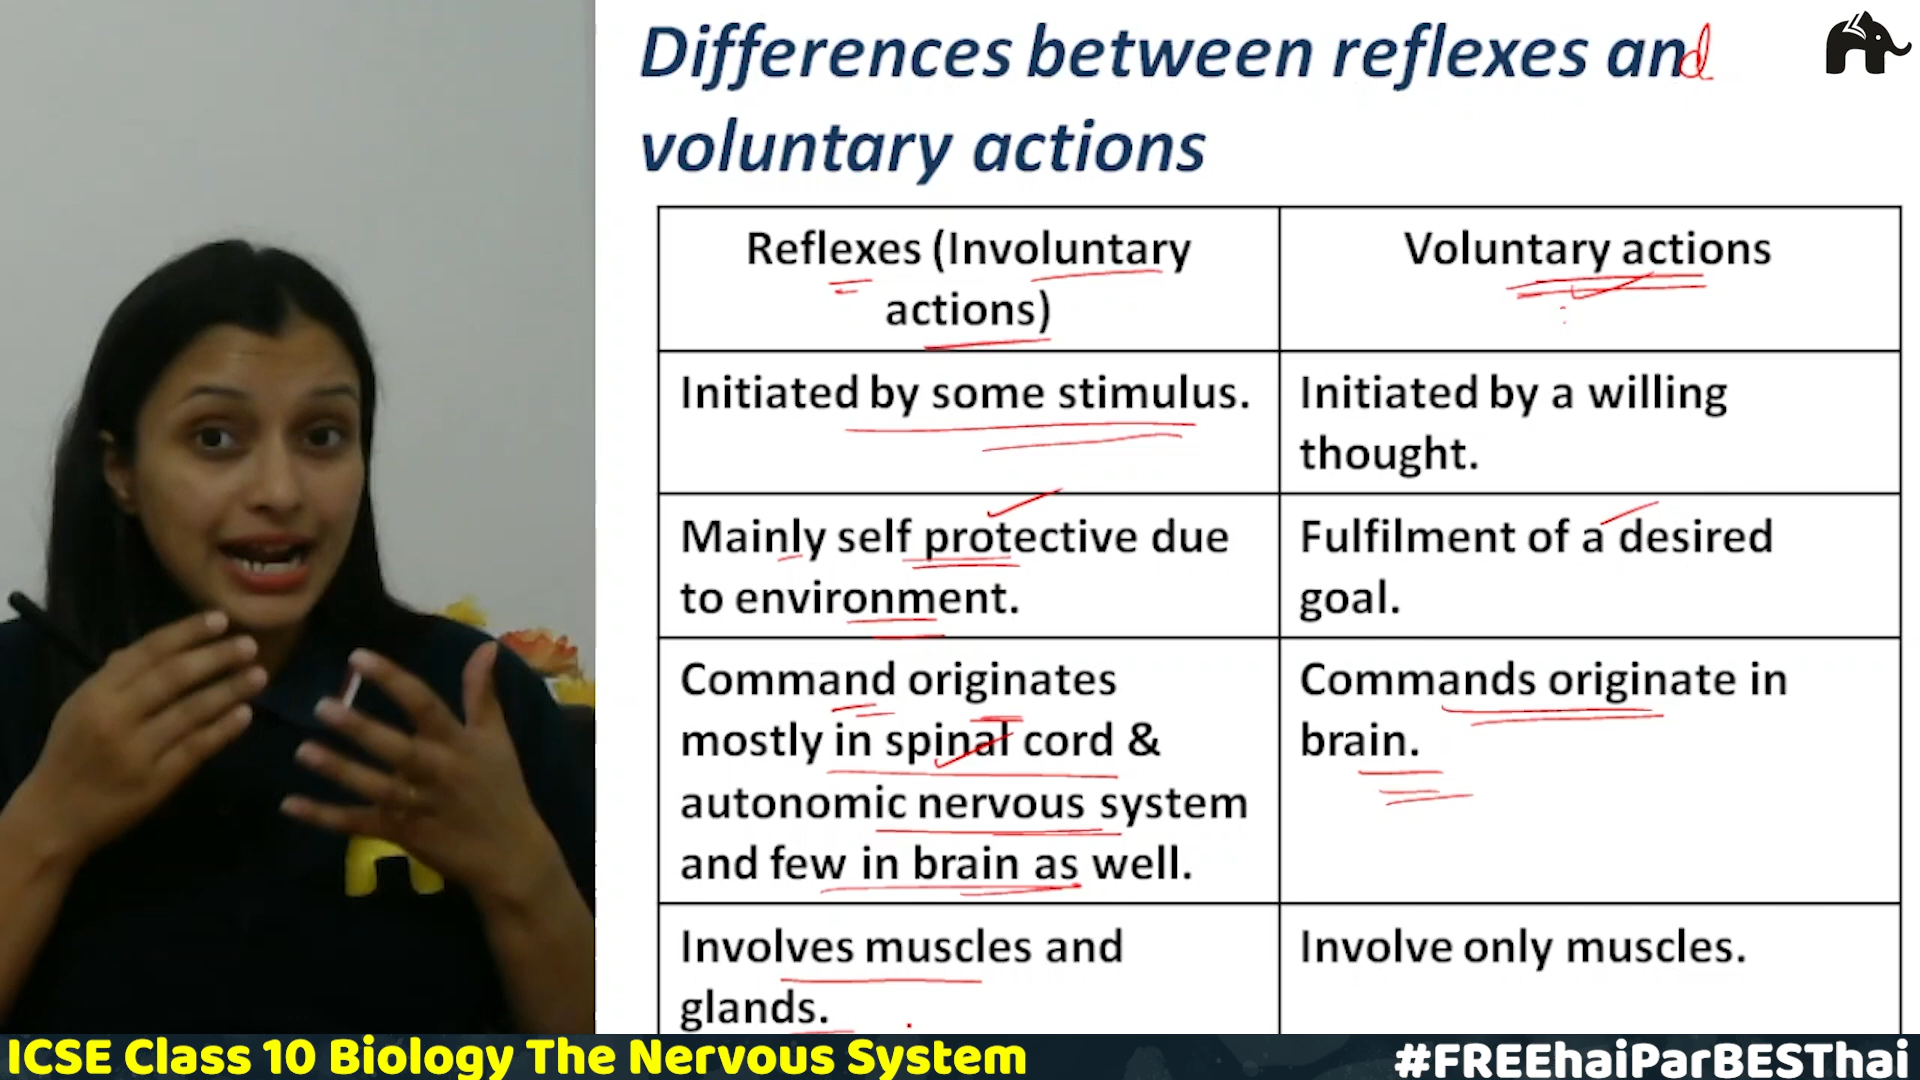 Differences between reflexes and
voluntary actions
Reflexes (Involuntary
actions)
Voluntary actions
Initiated by some stimulus.
Initiated by a willing
thought.
Mainly self protective due
to environment.
Fulfilment of a desired
goal.
Command originates
mostly in spinal cord &
autonomic nervous system
and few in brain as well.
Commands originate in
brain.
Involves muscles and
glands.
Involve only muscles.
ICSE Class 10 Biology The Nervous System
#FREEhaiParBESThai